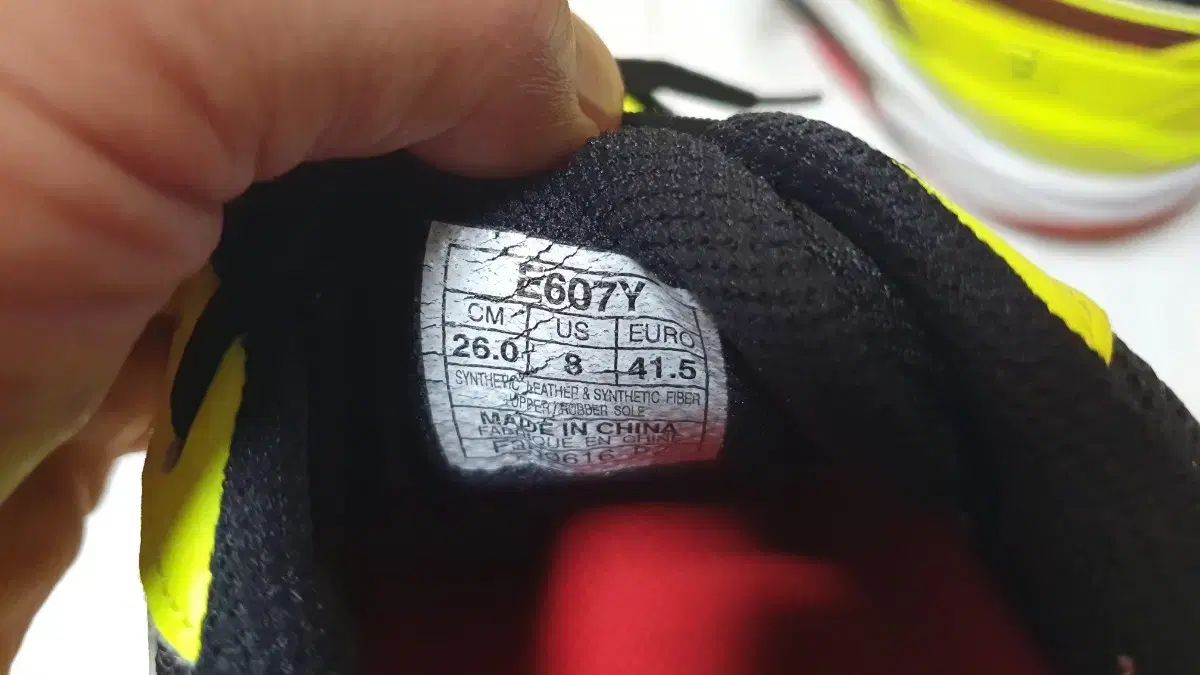 E607Y
CM US EURO
26.0 8 41.5
SYNTHETIC LEATHER & SYNTHETIC FIBER
UPPER/RUBBER SOLE
MADE IN CHINA
FABRIQUE EN CHINE